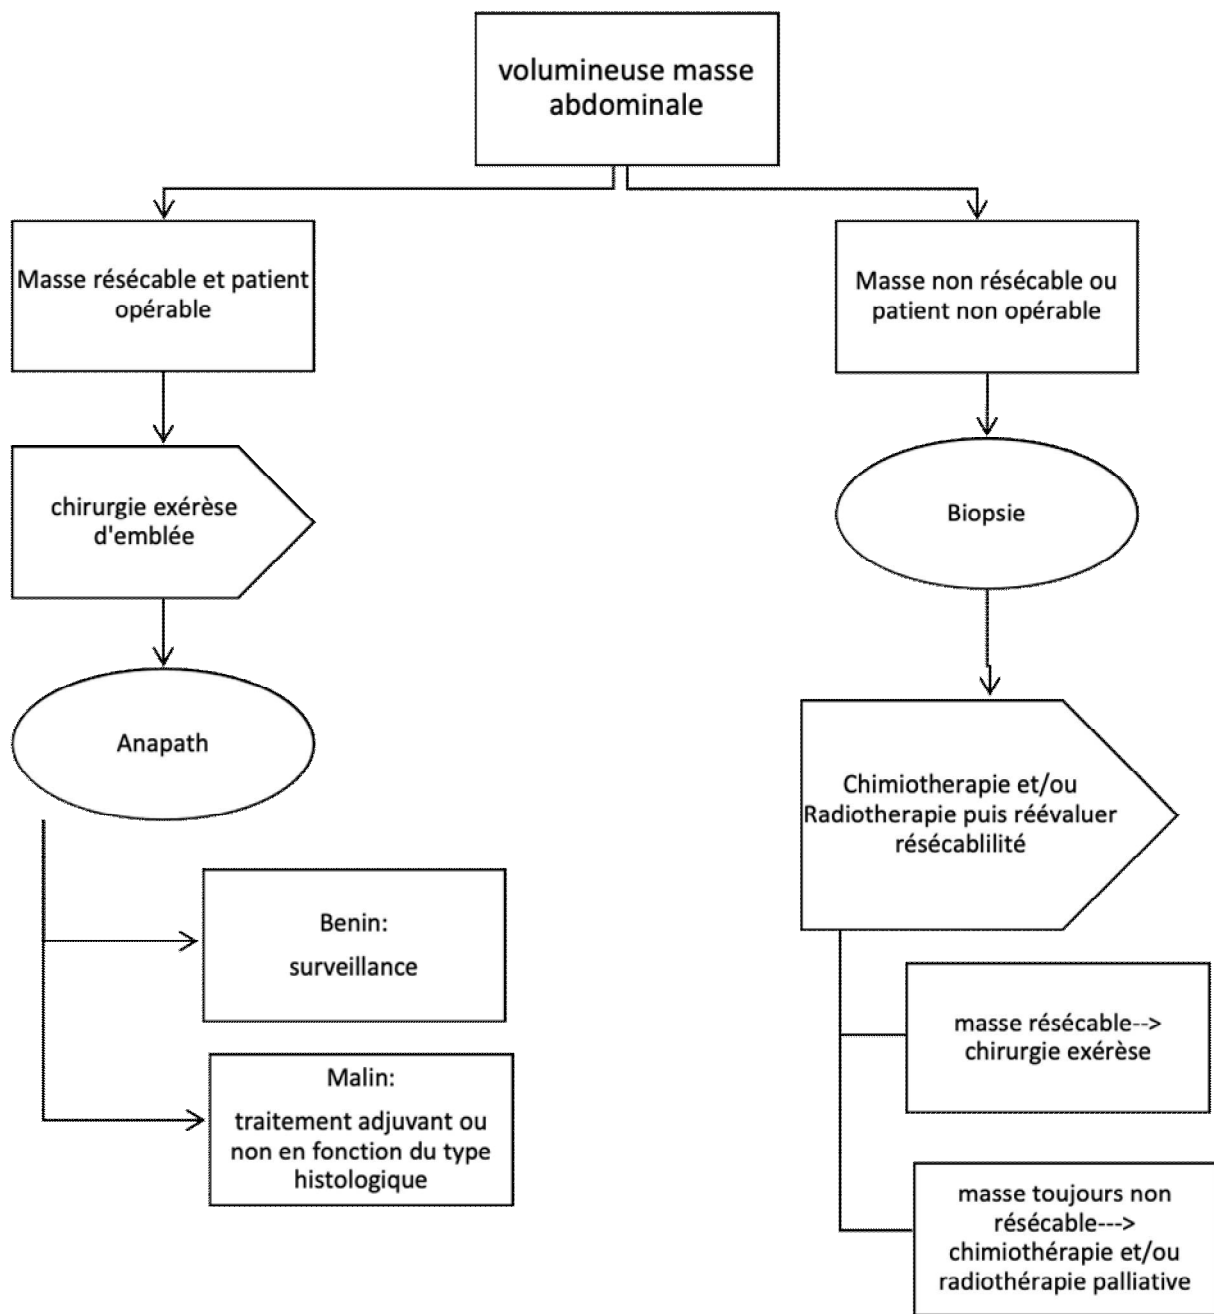 volumineuse masse
abdominale
Masse résécable et patient
opérable
Masse non résécable ou
patient non opérable
chirurgie exérèse
d'emblée
Biopsie
Anapath
Chimiotherapie et/ou
Radiotherapie puis réévaluer
résécablilité
Benin:
surveillance
masse résécable-->
chirurgie exérèse
Malin:
traitement adjuvant ou
non en fonction du type
histologique
masse toujours non
résécable--->
chimiothérapie et/ou
radiothérapie palliative